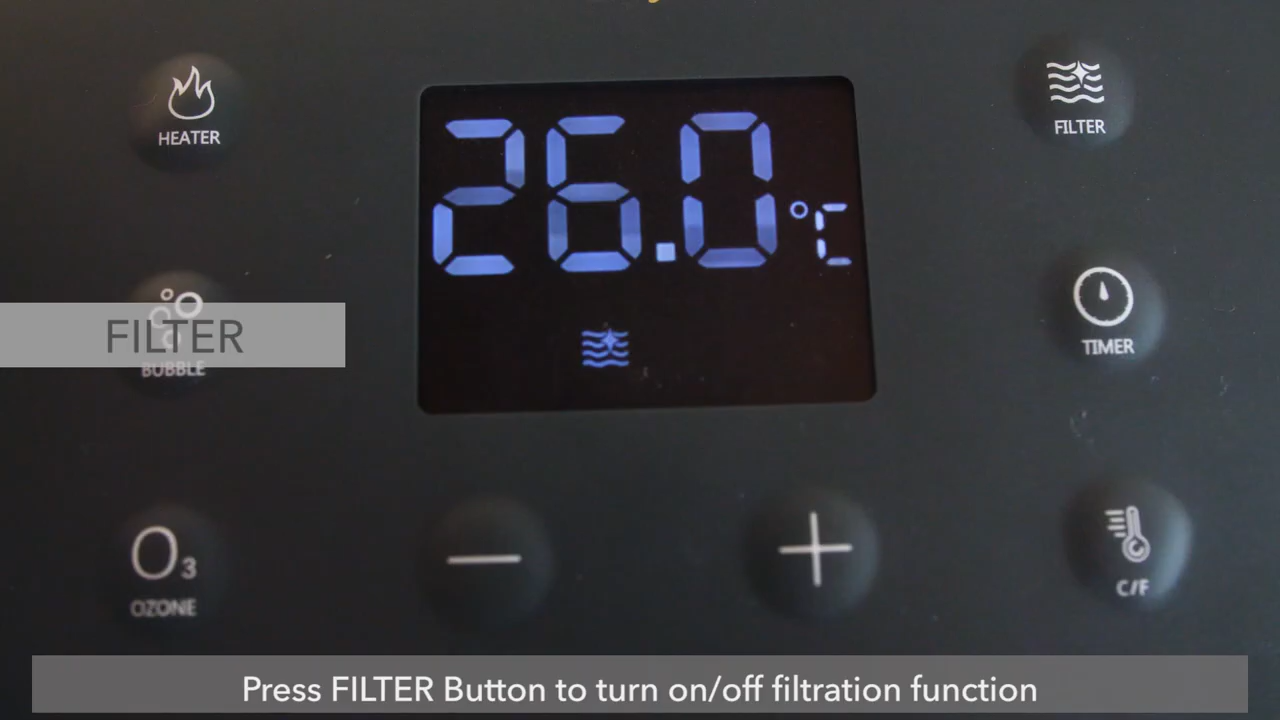 HEATER
26.0°C
FILTER
FILTER
BUBBLE
TIMER
O3
OZONE
−
+
C/F
Press FILTER Button to turn on/off filtration function